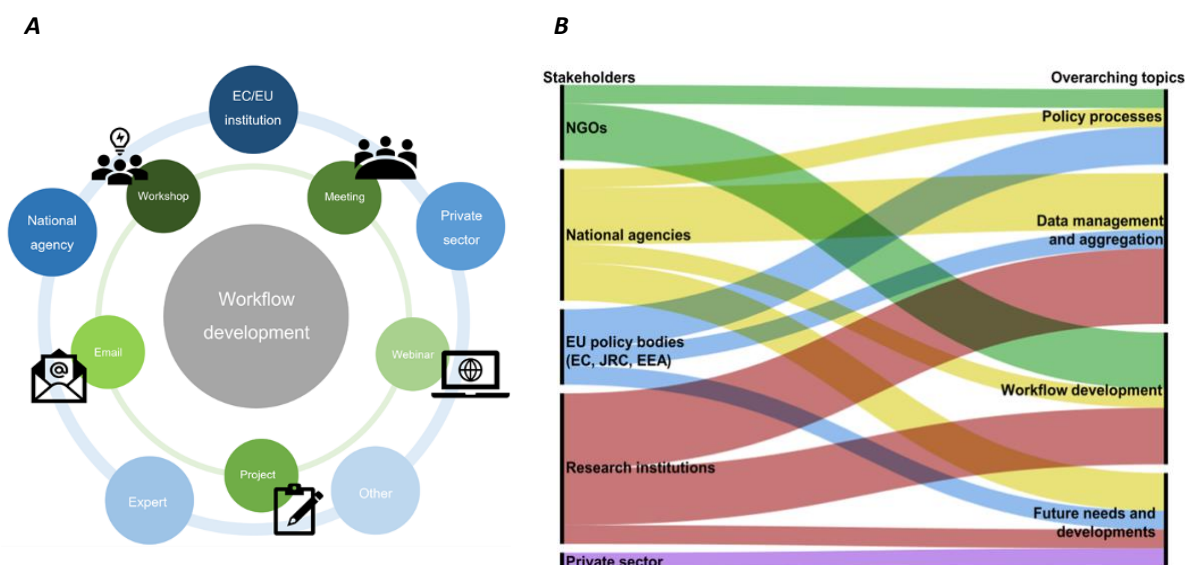 A
EC/EU
institution
Workshop
Meeting
National
agency
Private
sector
Workflow
development
Email
@
Webinar
Project
Expert
Other
B
Stakeholders
Overarching topics
NGOs
Policy processes
National agencies
Data management
and aggregation
EU policy bodies
(EC, JRC, EEA)
Workflow development
Research institutions
Future needs and
developments
Private sector